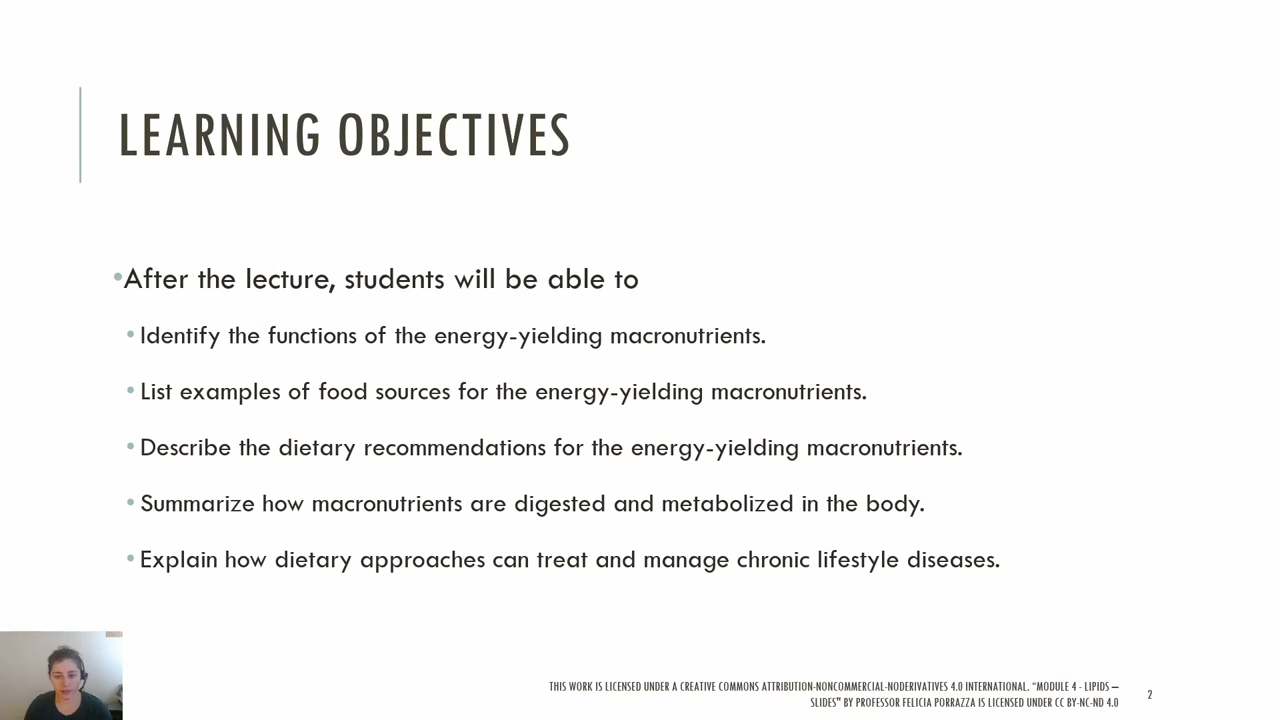 LEARNING OBJECTIVES
•After the lecture, students will be able to
• Identify the functions of the energy-yielding macronutrients.
• List examples of food sources for the energy-yielding macronutrients.
• Describe the dietary recommendations for the energy-yielding macronutrients.
• Summarize how macronutrients are digested and metabolized in the body.
• Explain how dietary approaches can treat and manage chronic lifestyle diseases.
THIS WORK IS LICENSED UNDER A CREATIVE COMMONS ATTRIBUTION-NONCOMMERCIAL-NODERIVATIVES 4.0 INTERNATIONAL. "MODULE 4 - LIPIDS –
SLIDES" BY PROFESSOR FELICIA PORRAZZA IS LICENSED UNDER CC BY-NC-ND 4.0
2